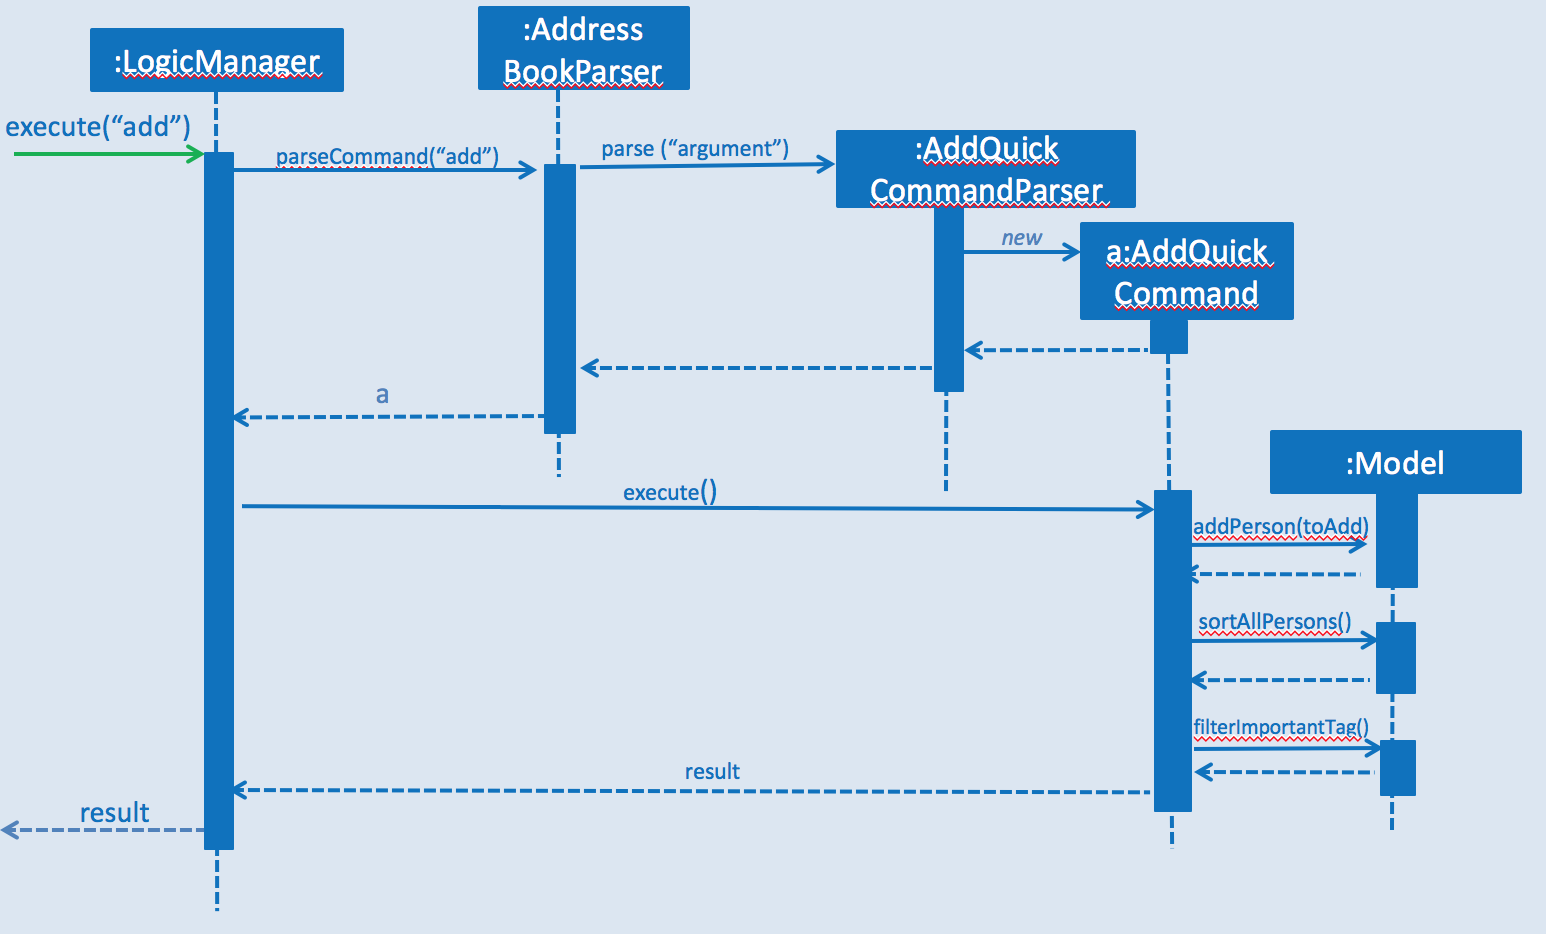 :Address
BookParser
:LogicManager
execute(“add”)
parseCommand(“add”)
parse (“argument”)
:AddQuick
CommandParser
new
a:AddQuick
Command
a
:Model
execute()
addPerson(toAdd)
sortAllPersons()
filterImportantTag()
result
result